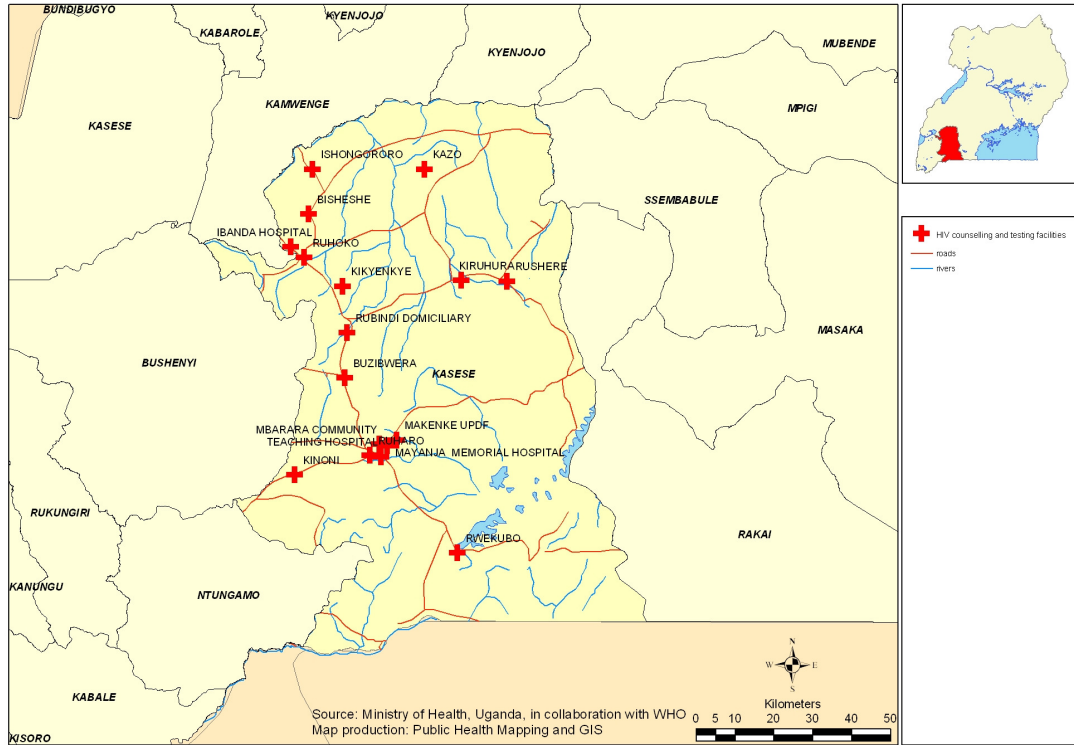 BUNDIBUGYO
KYENJOJO
KABAROLE
KYENJOJO
MUBENDE
KAMWENGE
MPIGI
KASESE
ISHONGORORO
KAZO
SSEMBABULE
BISHESHE
IBANDA HOSPITAL
RUHOKO
KIKYENKYE
KIRUHURA
RUSHERE
RUBINDI DOMICILIARY
MASAKA
BUSHENYI
BUZIBWERA
KASESE
MBARARA COMMUNITY
MAKENKE UPDF
TEACHING HOSPITAL
RUHARO
MAYANJA MEMORIAL HOSPITAL
KINONI
RUKUNGIRI
RWEKUBO
RAKAI
KANUNGU
NTUNGAMO
KABALE
KISORO
HIV counselling and testing facilities
roads
rivers
N
W E
S
Kilometers
0 5 10 20 30 40 50
Source: Ministry of Health, Uganda, in collaboration with WHO
Map production: Public Health Mapping and GIS